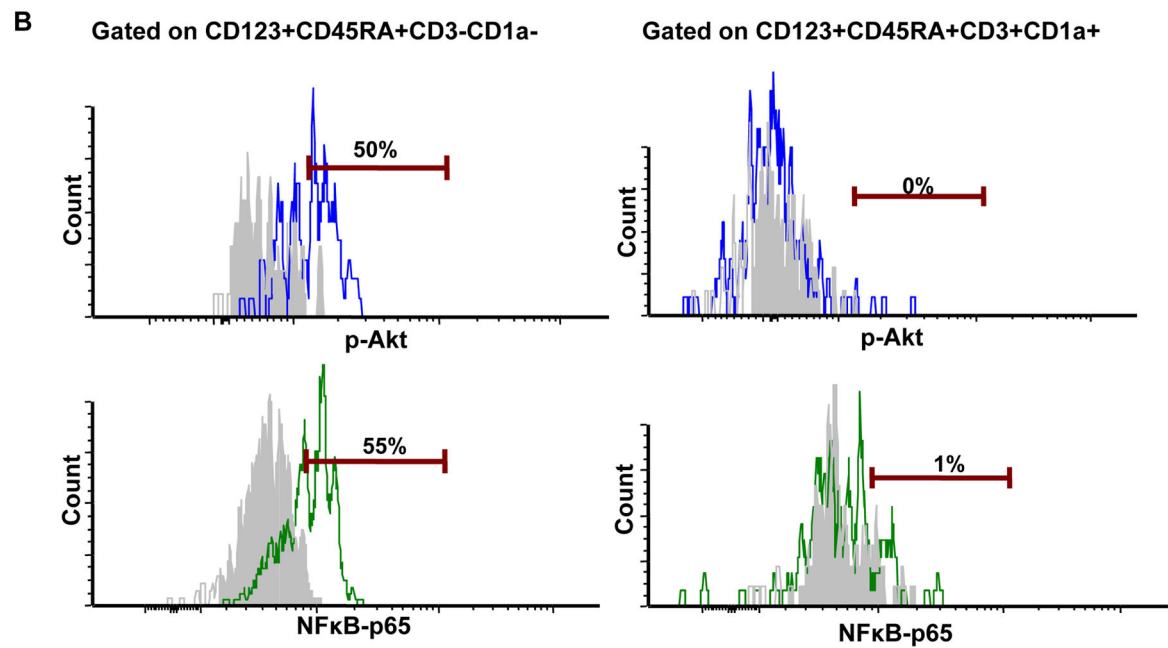 B
Gated on CD123+CD45RA+CD3-CD1a-
Gated on CD123+CD45RA+CD3+CD1a+
Count
50%
p-Akt
Count
0%
p-Akt
Count
55%
NFκB-p65
Count
1%
NFκB-p65